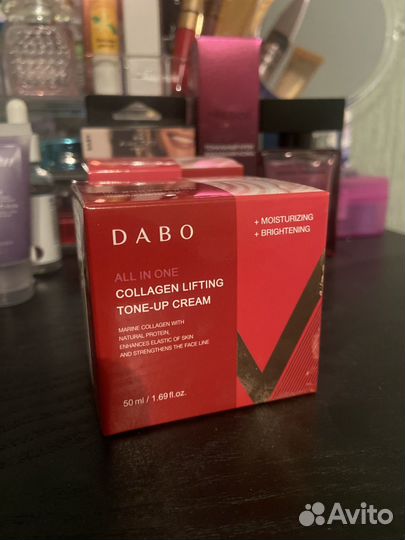 DABO
+ MOISTURIZING
+ BRIGHTENING
ALL IN ONE
COLLAGEN LIFTING
TONE-UP CREAM
MARINE COLLAGEN WITH
NATURAL PROTEIN,
ENHANCES ELASTIC OF SKIN
AND STRENGTHENS THE FACE LINE
50 ml / 1.69 fl.oz.
Avito